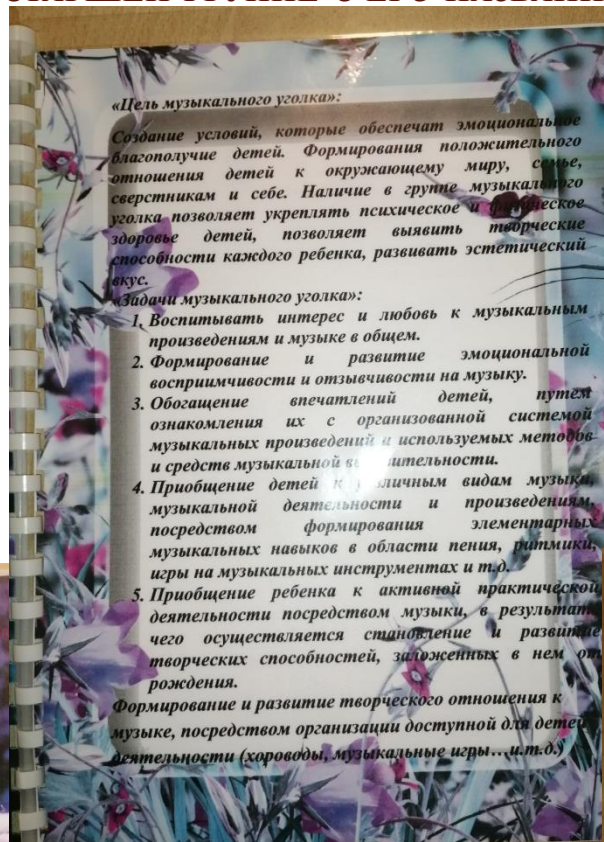 «Цель музыкального уголка»:
Создание условий, которые обеспечат эмоциональное
благополучие детей. Формирования положительного
отношения детей к окружающему миру, семье,
сверстникам и себе. Наличие в группе музыкального
уголка позволяет укреплять психическое и физическое
здоровье детей, позволяет выявить творческие
способности каждого ребенка, развивать эстетический
вкус.
«Задачи музыкального уголка»:
1, Воспитывать интерес и любовь к музыкальным
произведениям и музыке в общем.
2. Формирование и развитие эмоциональной
восприимчивости и отзывчивости на музыку.
3. Обогащение впечатлений детей, путем
ознакомления их с организованной системой
музыкальных произведений и используемых методов
и средств музыкальной
4. Приобщение детей к различным видам музыки,
музыкальной деятельности и произведениям,
посредством формирования элементарных
музыкальных навыков в области пения, ритмики,
игры на музыкальных инструментах и т.д.
5. Приобщение ребенка к активной практической
деятельности посредством музыки, в результате
чего осуществляется становление и развитие
творческих способностей, заложенных в нем от
рождения.
Формирование и развитие творческого отношения к
музыке, посредством организации доступной для детей
деятельности (хороводы, музыкальные игры…и.т.д.)